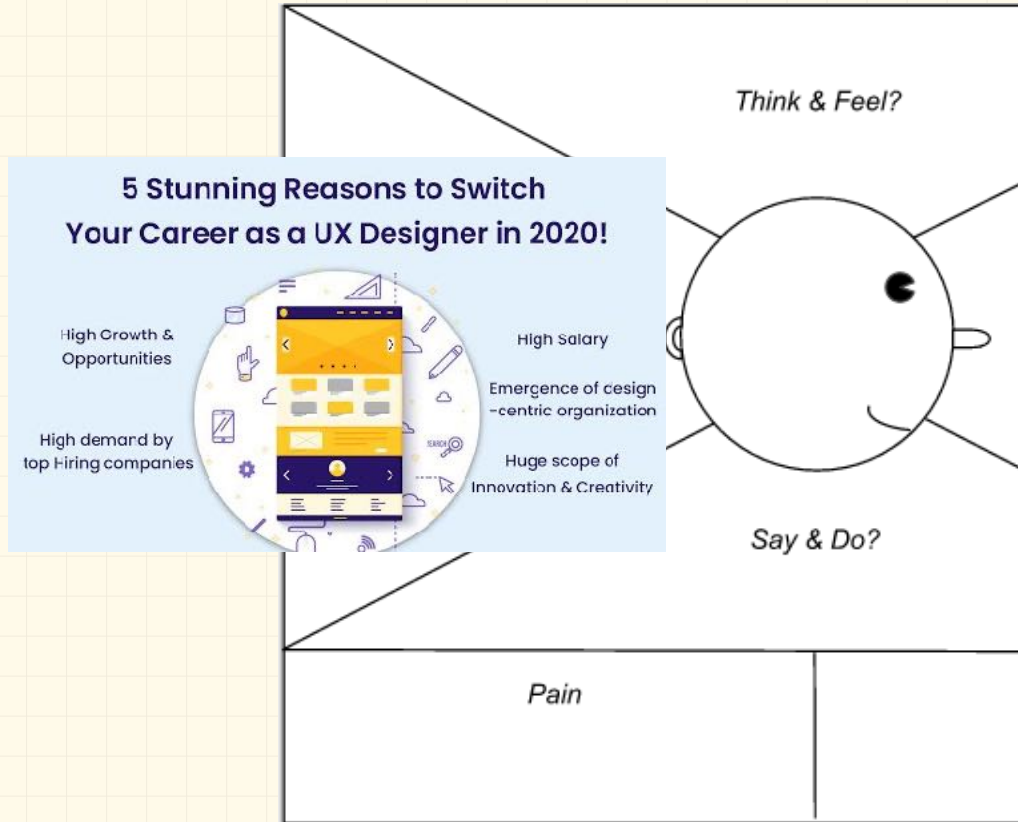 Think & Feel?
5 Stunning Reasons to Switch
Your Career as a UX Designer in 2020!
High Growth &
Opportunities
High demand by
top Hiring companies
High Salary
Emergence of design
-centric organization
Huge scope of
Innovation & Creativity
SEARCH
Say & Do?
Pain